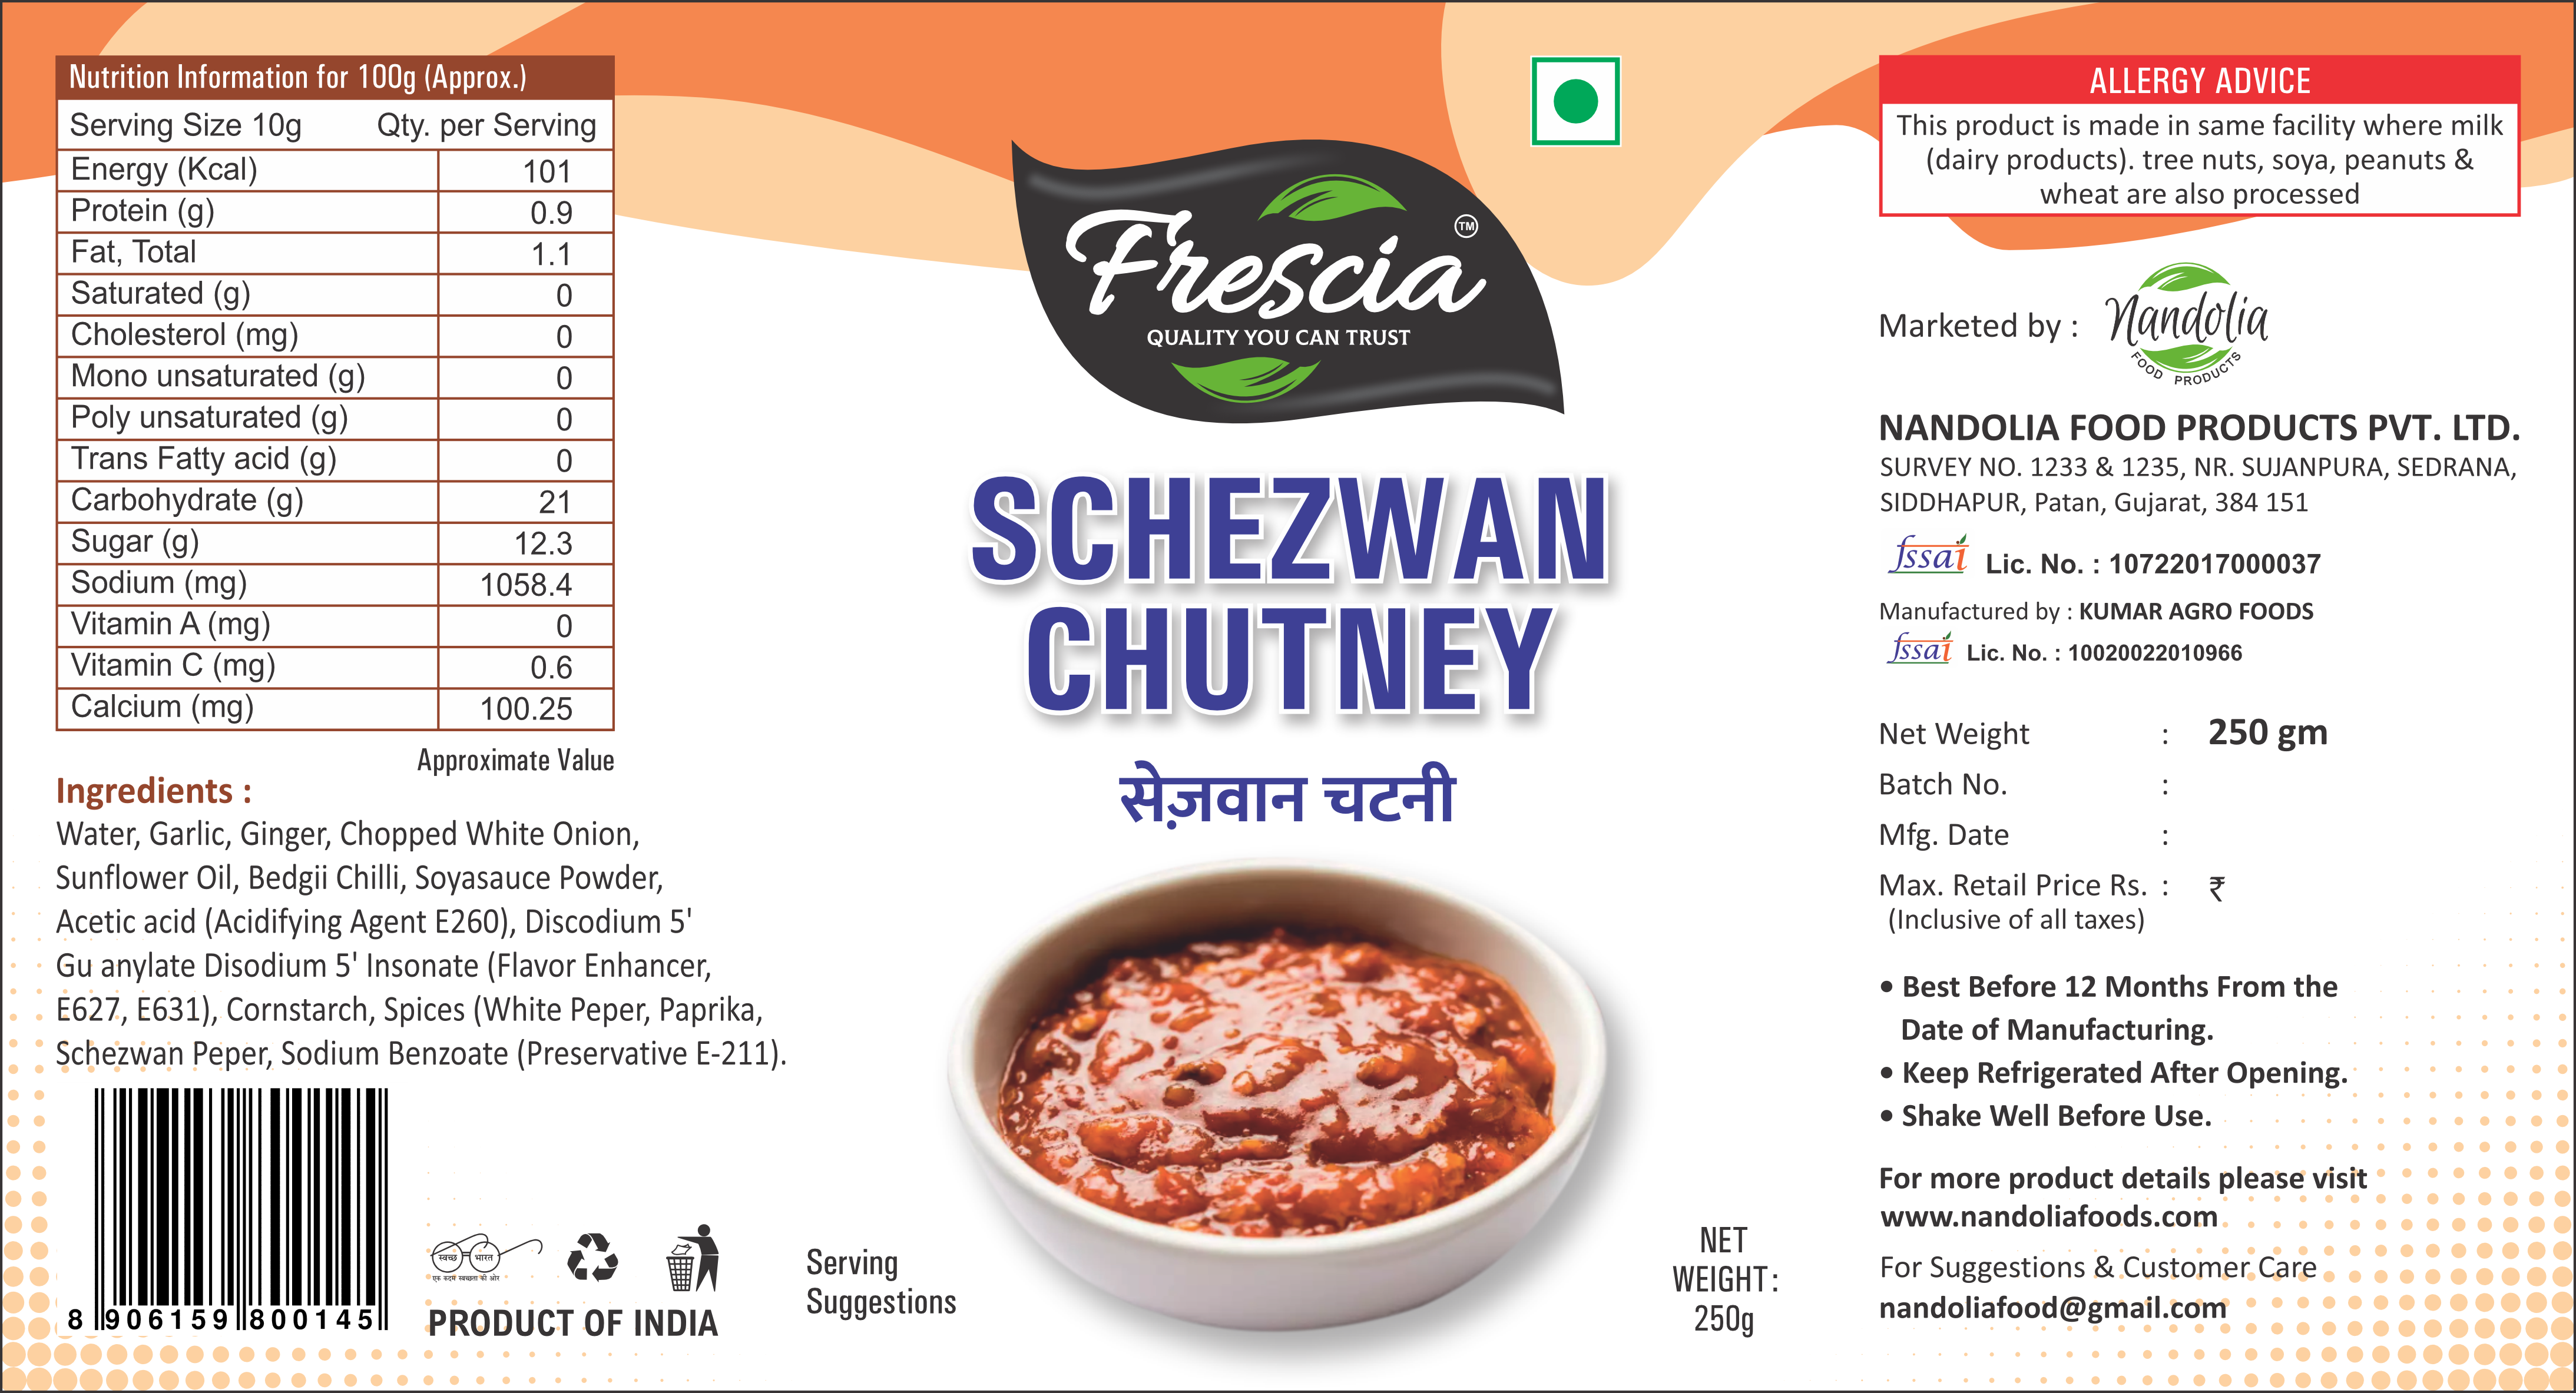 Nutrition Information for 100g (Approx.)
Serving Size 10g Qty. per Serving
Energy (Kcal) 101
Protein (g) 0.9
Fat, Total 1.1
Saturated (g) 0
Cholesterol (mg) 0
Mono unsaturated (g) 0
Poly unsaturated (g) 0
Trans Fatty acid (g) 0
Carbohydrate (g) 21
Sugar (g) 12.3
Sodium (mg) 1058.4
Vitamin A (mg) 0
Vitamin C (mg) 0.6
Calcium (mg) 100.25
Approximate Value
Ingredients :
Water, Garlic, Ginger, Chopped White Onion,
Sunflower Oil, Bedgii Chilli, Soyasauce Powder,
Acetic acid (Acidifying Agent E260), Discodium 5'
Gu anylate Disodium 5' Insonate (Flavor Enhancer,
E627, E631), Cornstarch, Spices (White Peper, Paprika,
Schezwan Peper, Sodium Benzoate (Preservative E-211).
8 906159 800145
स्वच्छ भारत
एक कदम स्वच्छता की ओर
PRODUCT OF INDIA
Frescia TM
QUALITY YOU CAN TRUST
SCHEZWAN
CHUTNEY
सेज़वान चटनी
Serving
Suggestions
NET
WEIGHT:
250g
ALLERGY ADVICE
This product is made in same facility where milk
(dairy products). tree nuts, soya, peanuts &
wheat are also processed
Marketed by : Nandolia
FOOD PRODUCTS
NANDOLIA FOOD PRODUCTS PVT. LTD.
SURVEY NO. 1233 & 1235, NR. SUJANPURA, SEDRANA,
SIDDHAPUR, Patan, Gujarat, 384 151
fssai Lic. No. : 10722017000037
Manufactured by : KUMAR AGRO FOODS
fssai Lic. No. : 10020022010966
Net Weight : 250 gm
Batch No. :
Mfg. Date :
Max. Retail Price Rs. : ₹
(Inclusive of all taxes)
• Best Before 12 Months From the
Date of Manufacturing.
• Keep Refrigerated After Opening.
• Shake Well Before Use.
For more product details please visit
www.nandoliafoods.com
For Suggestions & Customer Care
nandoliafood@gmail.com